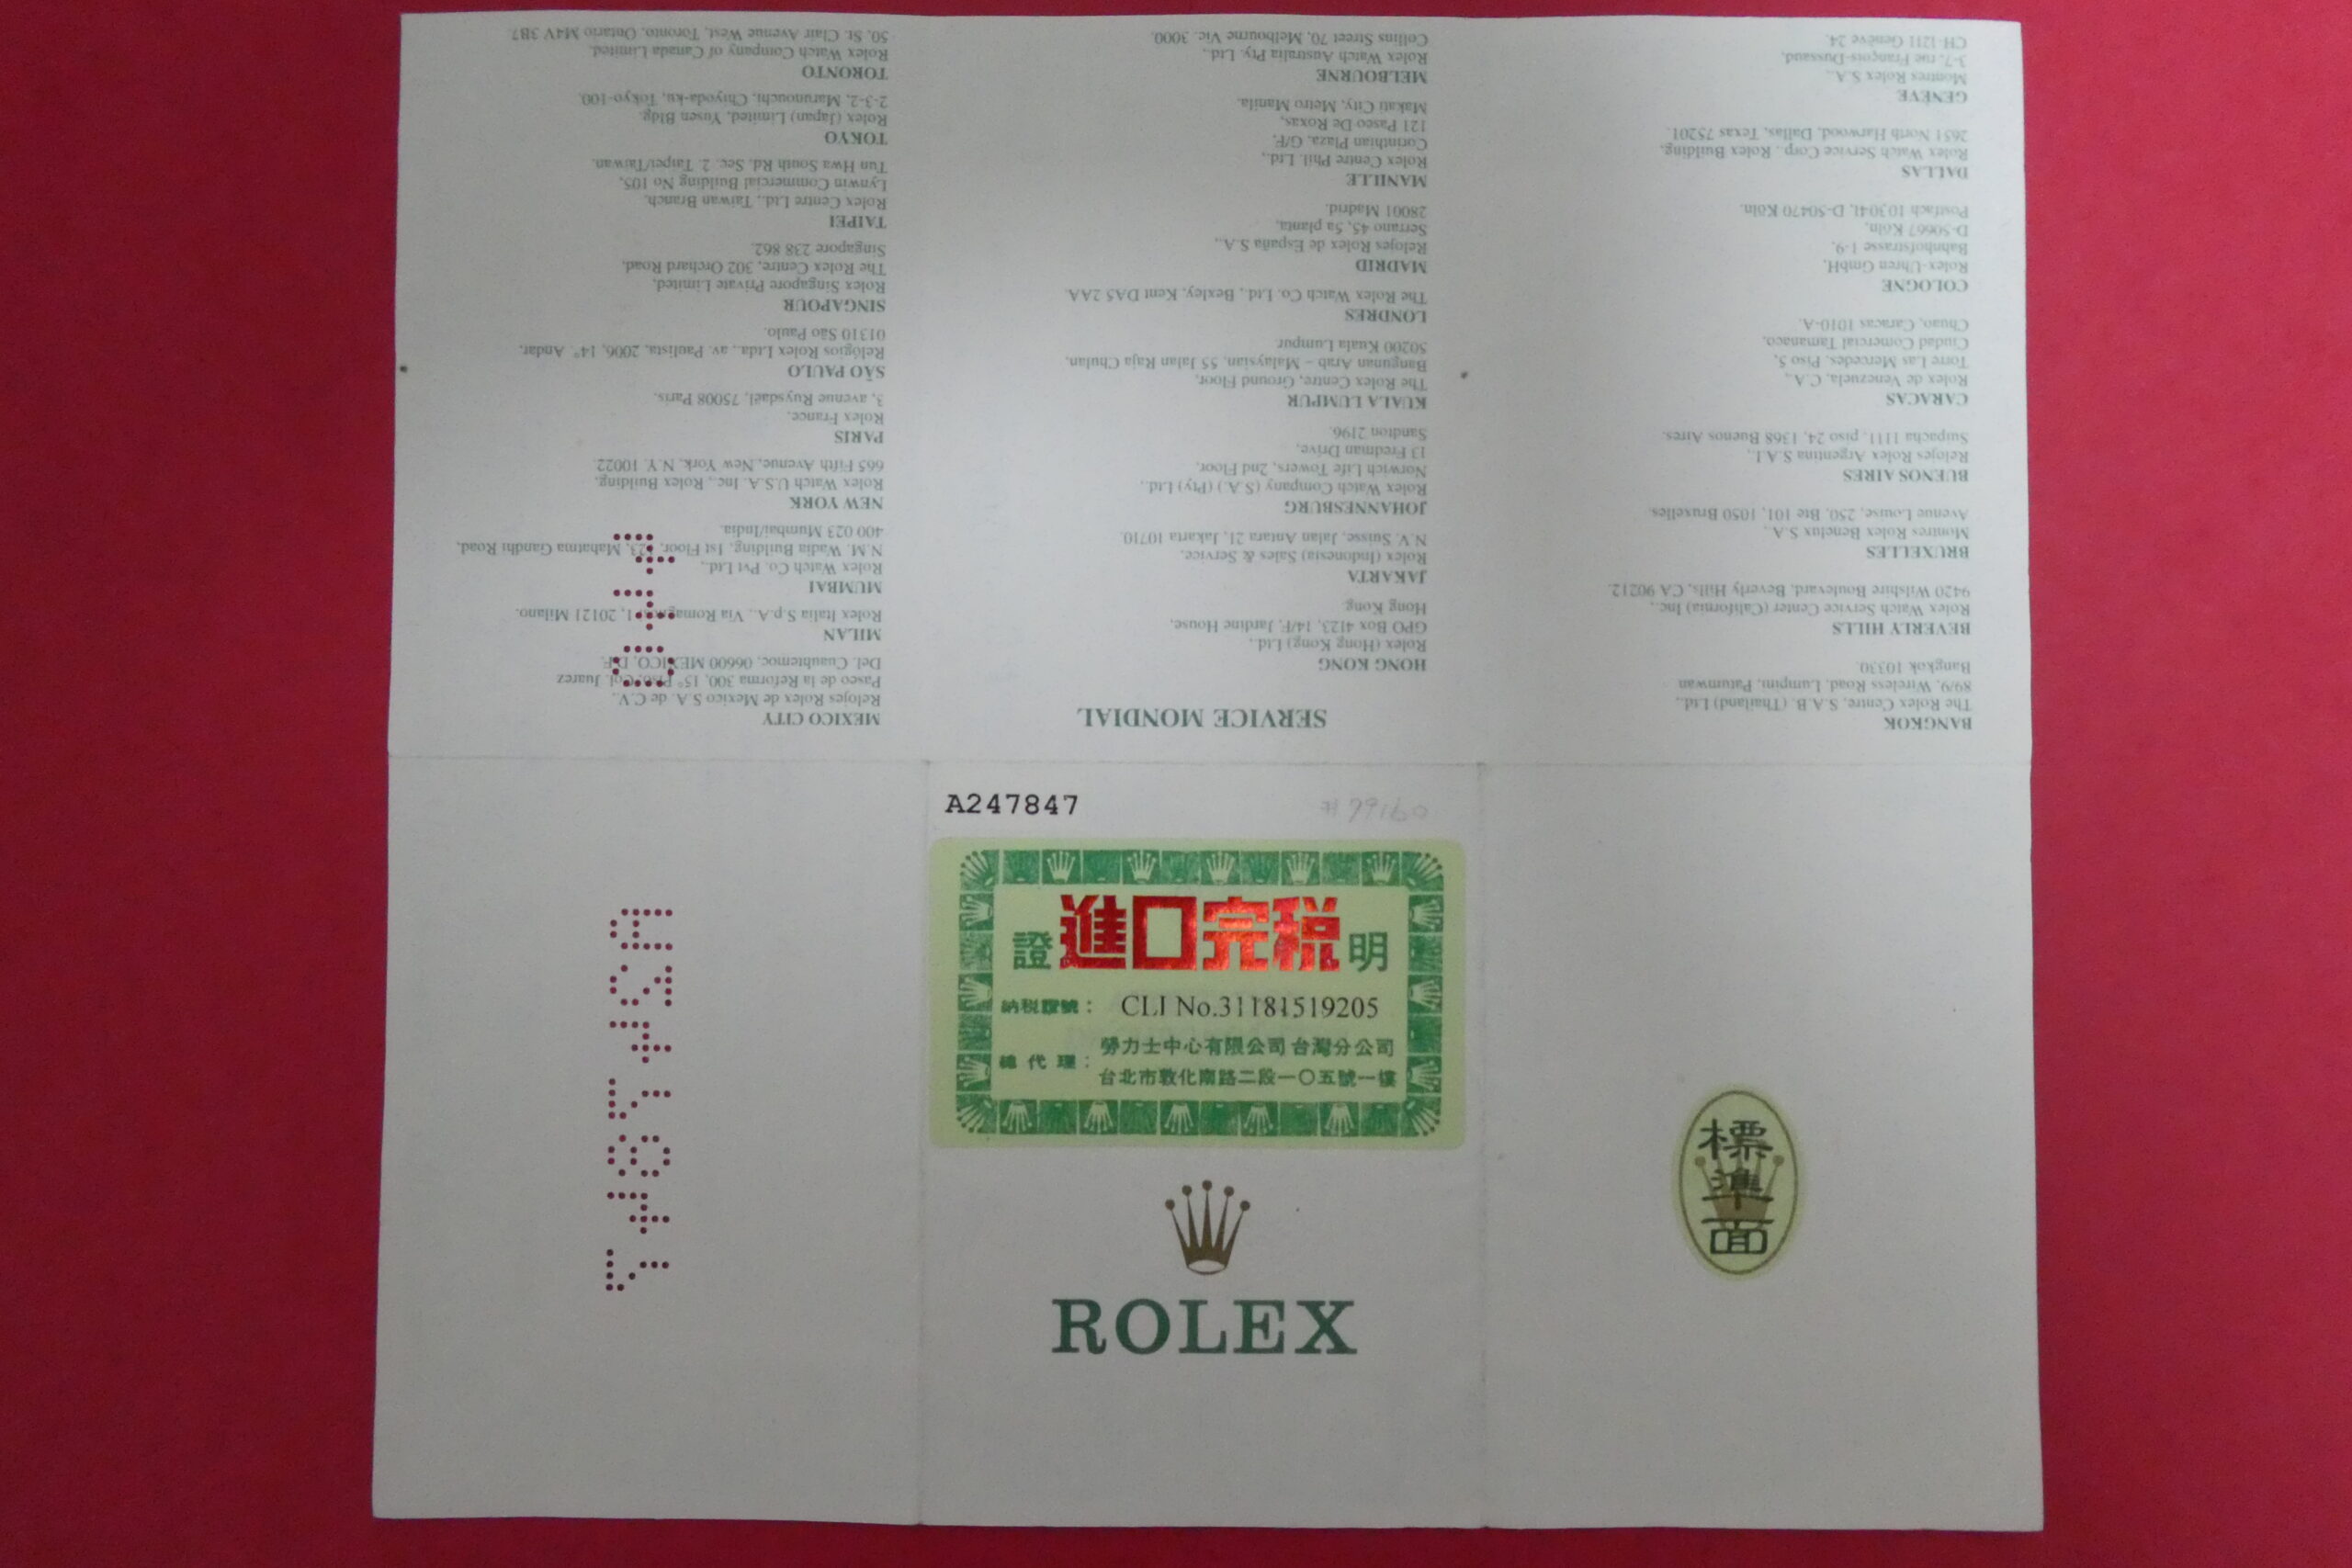 A247847
#79160
證進口完税明
納税證號： CLI No.31181519205
總代理： 勞力士中心有限公司台灣分公司
台北市敦化南路二段一〇五號一樓
ROLEX
標準面
A247847
SERVICE MONDIAL
BANGKOK
The Rolex Centre, S.A.B. (Thailand) Ltd.,
89/9, Wireless Road, Lumpini, Patumwan
Bangkok 10330.
BEVERLY HILLS
Rolex Watch Service Center (California) Inc.,
9420 Wilshire Boulevard, Beverly Hills, CA 90212.
BRUXELLES
Montres Rolex Benelux S.A.,
Avenue Louise, 250, Bte 101, 1050 Bruxelles.
BUENOS AIRES
Relojes Rolex Argentina S.A.I.,
Suipacha 1111, piso 24, 1368 Buenos Aires.
CARACAS
Rolex de Venezuela, C.A.,
Torre Las Mercedes, Piso 5,
Ciudad Comercial Tamanaco,
Chuao, Caracas 1010-A.
COLOGNE
Rolex-Uhren GmbH,
Bahnhofstrasse 1-9,
D-50667 Köln,
Postfach 103041, D-50470 Köln.
DALLAS
Rolex Watch Service Corp., Rolex Building,
2651 North Harwood, Dallas, Texas 75201.
GENEVE
Montres Rolex S.A.,
3-7, rue François-Dussaud,
CH-1211 Genève 24.
HONG KONG
Rolex (Hong Kong) Ltd.,
GPO Box 4123, 14/F, Jardine House,
Hong Kong.
JAKARTA
Rolex (Indonesia) Sales & Service,
N.V. Suisse, Jalan Antara 21, Jakarta 10710.
JOHANNESBURG
Rolex Watch Company (S.A.) (Pty) Ltd.,
Norwich Life Towers, 2nd Floor,
13 Fredman Drive,
Sandton 2196.
KUALA LUMPUR
The Rolex Centre, Ground Floor,
Bangunan Arab – Malaysian, 55 Jalan Raja Chulan,
50200 Kuala Lumpur
LONDRES
The Rolex Watch Co. Ltd., Bexley, Kent DA5 2AA.
MADRID
Relojes Rolex de España S.A.,
Serrano 45, 5a planta,
28001 Madrid.
MANILLE
Rolex Centre Phil. Ltd.,
Corinthian Plaza, G/F,
121 Paseo De Roxas,
Makati City, Metro Manila.
MELBOURNE
Rolex Watch Australia Pty. Ltd.,
Collins Street 70, Melbourne Vic. 3000.
MEXICO CITY
Relojes Rolex de Mexico S.A. de C.V.,
Paseo de la Reforma 300, 15° Piso, Col. Juarez
Del. Cuauhtemoc, 06600 MEXICO, D.F.
MILAN
Rolex Italia S.p.A., Via Romagnosi 1, 20121 Milano.
MUMBAI
Rolex Watch Co. Pvt Ltd.,
N.M. Wadia Building, 1st Floor, 123, Mahatma Gandhi Road,
400 023 Mumbai/India.
NEW YORK
Rolex Watch U.S.A. Inc., Rolex Building,
665 Fifth Avenue, New York, N.Y. 10022
PARIS
Rolex France,
3, avenue Ruysdaël, 75008 Paris.
SÃO PAULO
Relógios Rolex Ltda., av. Paulista, 2006, 14°. Andar,
01310 São Paulo.
SINGAPOUR
Rolex Singapore Private Limited,
The Rolex Centre, 302 Orchard Road,
Singapore 238 862.
TAIPEI
Rolex Centre Ltd., Taiwan Branch,
Lynwin Commercial Building No 105,
Tun Hwa South Rd, Sec. 2. Taipei/Taiwan.
TOKYO
Rolex (Japan) Limited, Yusen Bldg.
2-3-2, Marunouchi, Chiyoda-ku, Tokyo-100.
TORONTO
Rolex Watch Company of Canada Limited,
50, St. Clair Avenue West, Toronto, Ontario M4V 3B7.